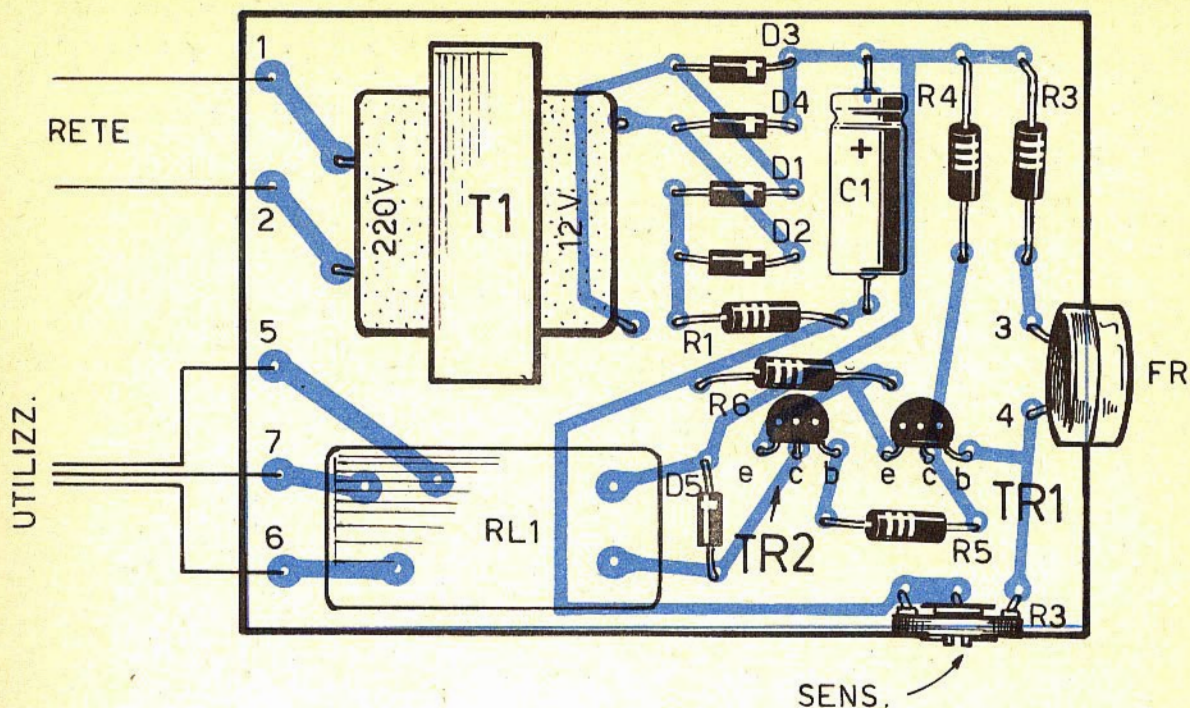 D3
1
R4
R3
D4
RETE
+
D1
C1
220V
T1
12 V
2
D2
3
R1
5
FR
R6
4
7
e
c
b
e
c
b
D5
UTILIZZ.
TR1
6
RL1
TR2
R5
R3
SENS.